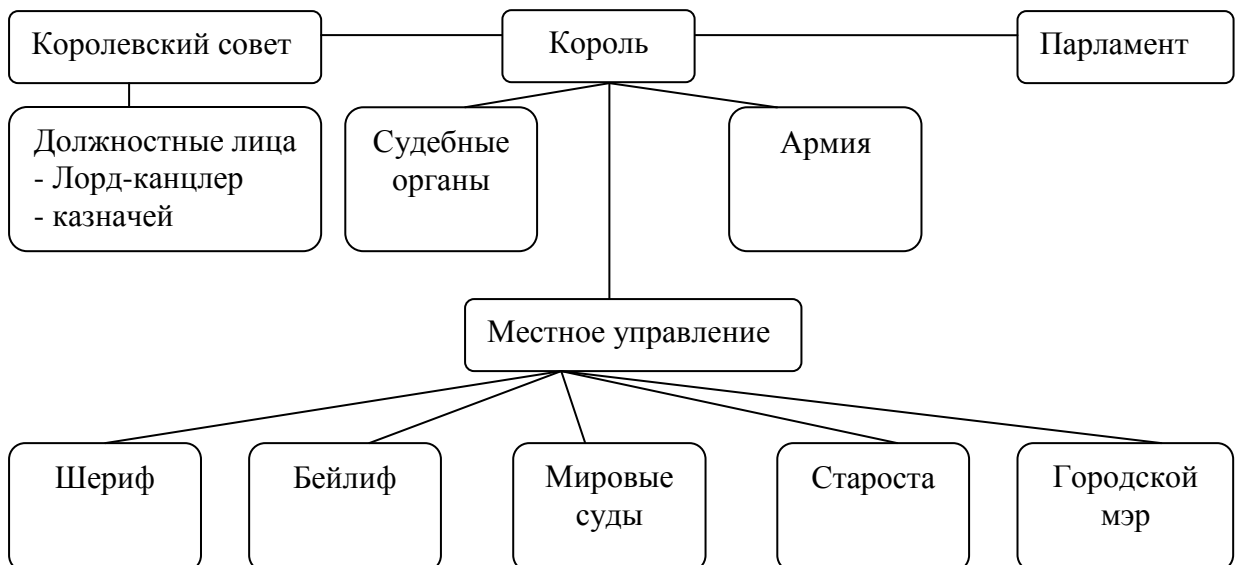 Королевский совет
Король
Парламент
Должностные лица
- Лорд-канцлер
- казначей
Судебные
органы
Армия
Местное управление
Шериф
Бейлиф
Мировые
суды
Староста
Городской
мэр